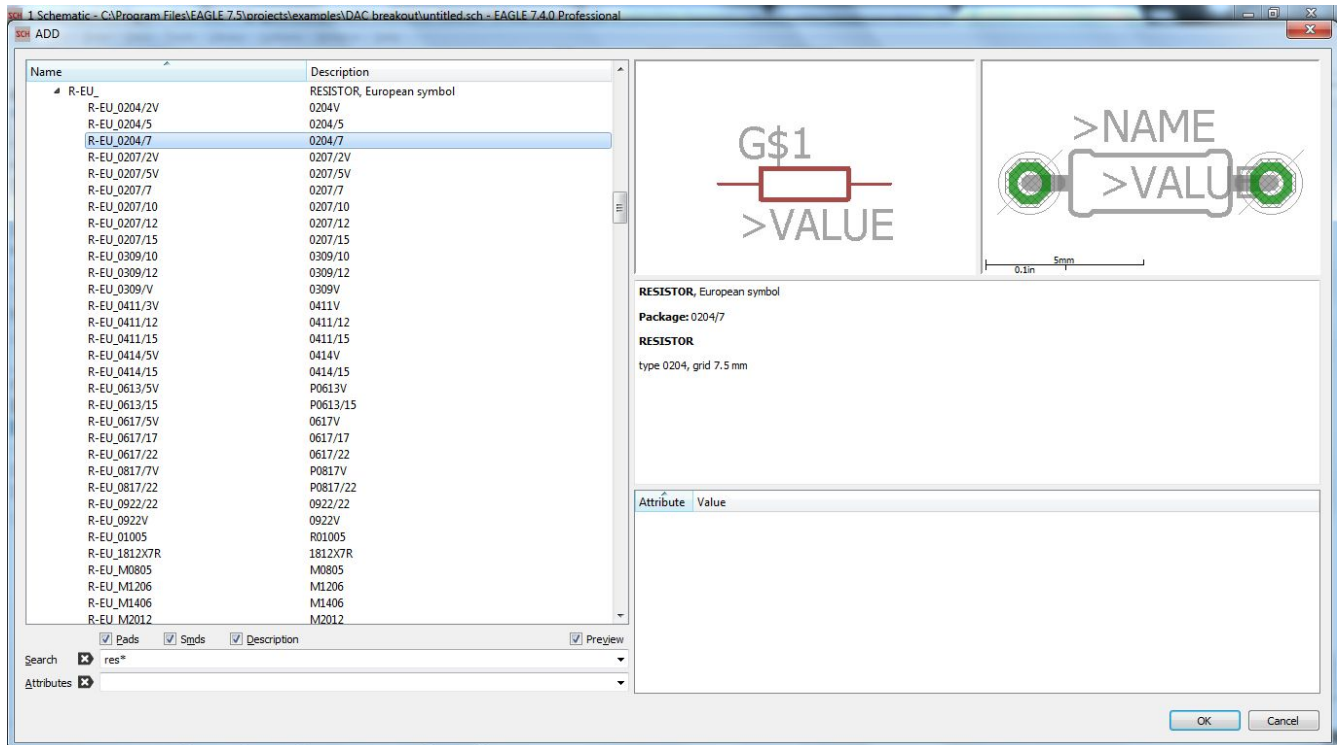 1 Schematic - C:\Program Files\EAGLE 7.5\projects\examples\DAC breakout\untitled.sch - EAGLE 7.4.0 Professional
SCH ADD
Name Description
R-EU_ RESISTOR, European symbol
R-EU_0204/2V 0204V
R-EU_0204/5 0204/5
R-EU_0204/7 0204/7
R-EU_0207/2V 0207/2V
R-EU_0207/5V 0207/5V
R-EU_0207/7 0207/7
R-EU_0207/10 0207/10
R-EU_0207/12 0207/12
R-EU_0207/15 0207/15
R-EU_0309/10 0309/10
R-EU_0309/12 0309/12
R-EU_0309/V 0309V
R-EU_0411/3V 0411V
R-EU_0411/12 0411/12
R-EU_0411/15 0411/15
R-EU_0414/5V 0414V
R-EU_0414/15 0414/15
R-EU_0613/5V P0613V
R-EU_0613/15 P0613/15
R-EU_0617/5V 0617V
R-EU_0617/17 0617/17
R-EU_0617/22 0617/22
R-EU_0817/7V P0817V
R-EU_0817/22 P0817/22
R-EU_0922/22 0922/22
R-EU_0922V 0922V
R-EU_01005 R01005
R-EU_1812X7R 1812X7R
R-EU_M0805 M0805
R-EU_M1206 M1206
R-EU_M1406 M1406
R-EU_M2012 M2012
Pads Smds Description Preview
Search res*
Attributes
G$1
>VALUE
>NAME
>VALUE
5mm
0.1in
RESISTOR, European symbol
Package: 0204/7
RESISTOR
type 0204, grid 7.5 mm
Attribute Value
OK Cancel